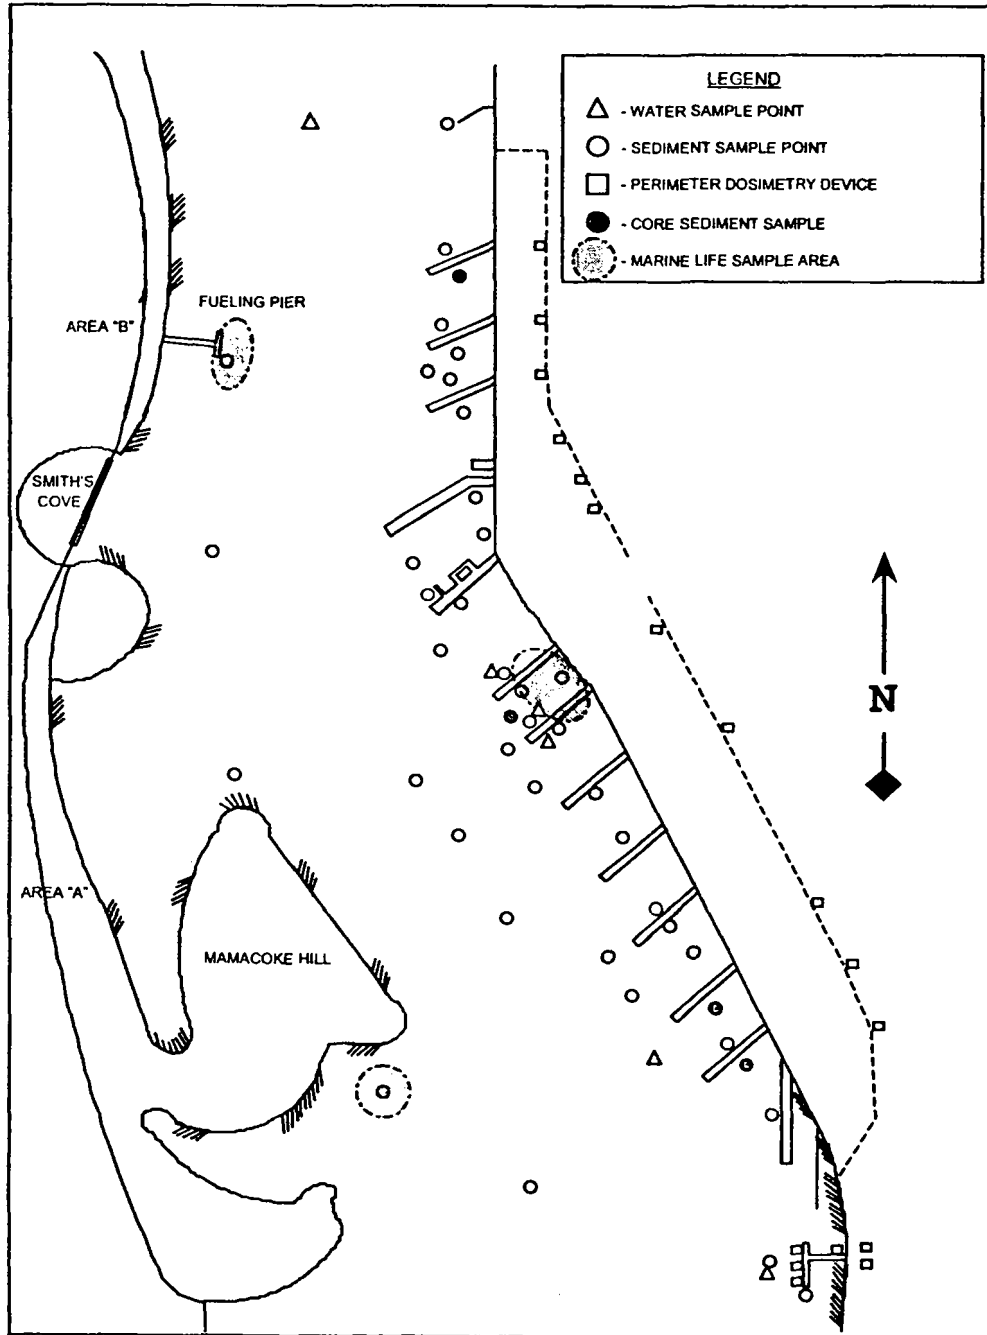 LEGEND
- WATER SAMPLE POINT
- SEDIMENT SAMPLE POINT
- PERIMETER DOSIMETRY DEVICE
- CORE SEDIMENT SAMPLE
- MARINE LIFE SAMPLE AREA
FUELING PIER
AREA "B"
SMITH'S
COVE
N
AREA "A"
MAMACOKE HILL